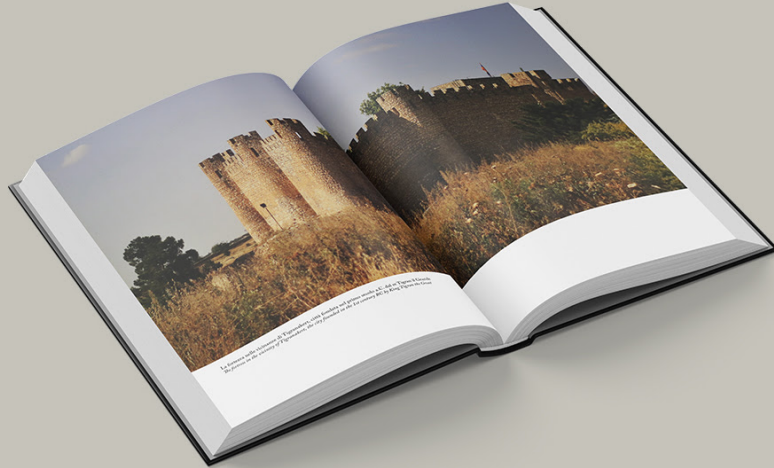 La fortezza nelle vicinanze di Tigranakert, città fondata nel primo secolo a.C. dal re Tigran il Grande
The fortress in the vicinity of Tigranakert, the city founded in the 1st century BC by King Tigran the Great